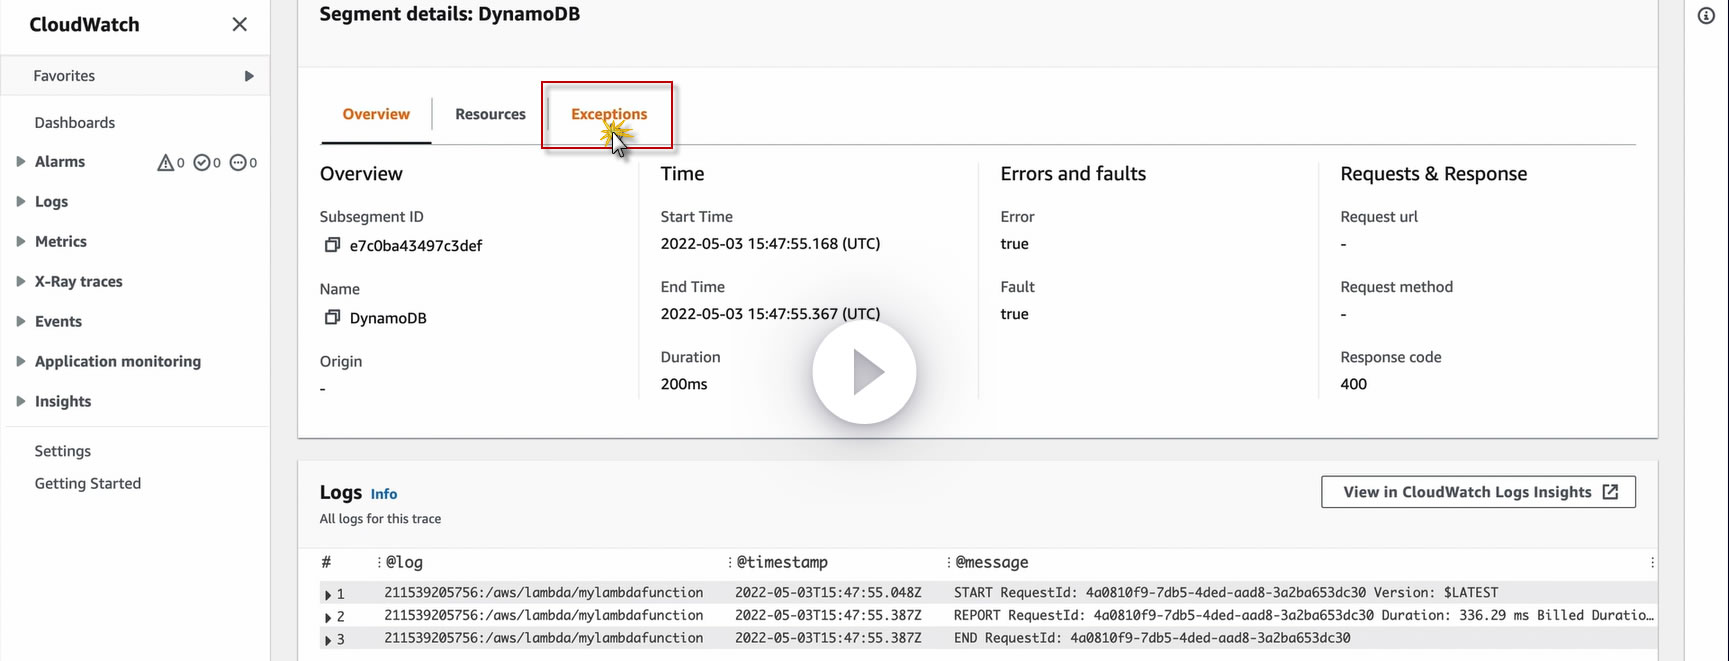 CloudWatch
Favorites
Dashboards
Alarms 0 0 0
Logs
Metrics
X-Ray traces
Events
Application monitoring
Insights
Settings
Getting Started
Segment details: DynamoDB
Overview Resources Exceptions
Overview
Subsegment ID
e7c0ba43497c3def
Name
DynamoDB
Origin
-
Time
Start Time
2022-05-03 15:47:55.168 (UTC)
End Time
2022-05-03 15:47:55.367 (UTC)
Duration
200ms
Errors and faults
Error
true
Fault
true
Requests & Response
Request url
-
Request method
-
Response code
400
Logs Info
All logs for this trace
View in CloudWatch Logs Insights
# @log @timestamp @message
1 211539205756:/aws/lambda/mylambdafunction 2022-05-03T15:47:55.048Z START RequestId: 4a0810f9-7db5-4ded-aad8-3a2ba653dc30 Version: $LATEST
2 211539205756:/aws/lambda/mylambdafunction 2022-05-03T15:47:55.387Z REPORT RequestId: 4a0810f9-7db5-4ded-aad8-3a2ba653dc30 Duration: 336.29 ms Billed Duratio…
3 211539205756:/aws/lambda/mylambdafunction 2022-05-03T15:47:55.387Z END RequestId: 4a0810f9-7db5-4ded-aad8-3a2ba653dc30